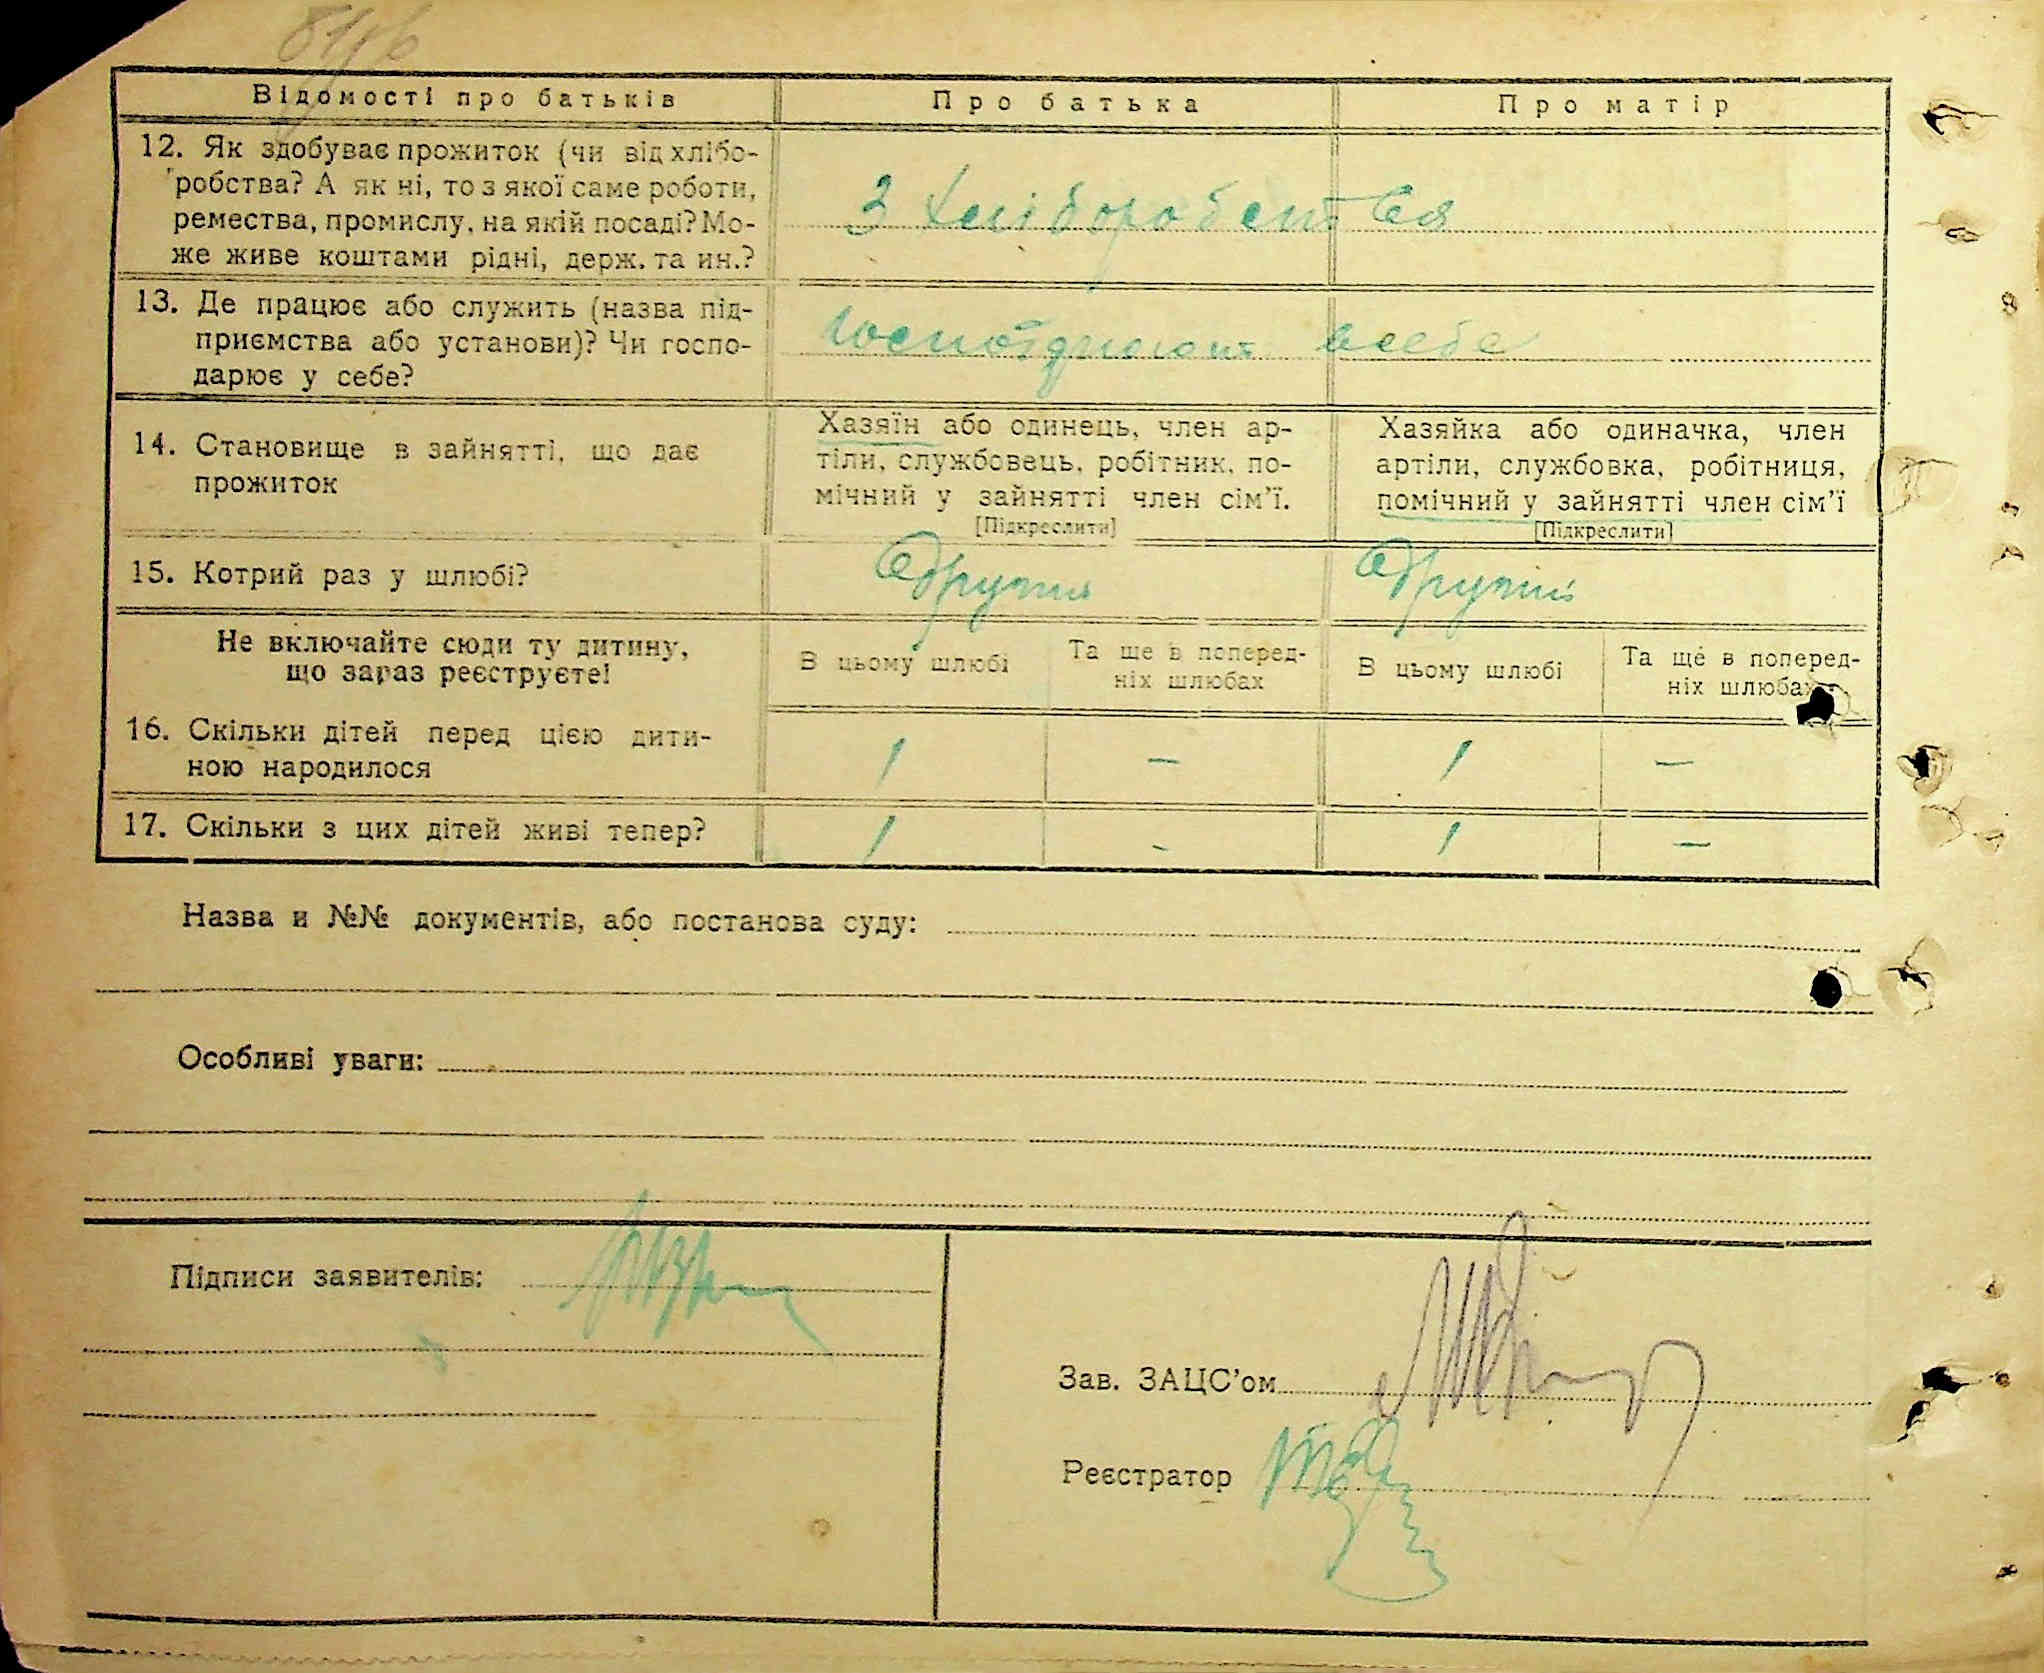 Відомості про батьків Про батька Про матір
12. Як здобуває прожиток (чи від хлібо-
робства? А як ні, то з якої саме роботи,
ремества, промислу, на якій посаді? Мо-
же живе коштами рідні, держ. та ин.?
З хліборобства
13. Де працює або служить (назва під-
приємства або установи)? Чи госпо-
дарює у себе?
всебе
14. Становище в зайнятті, що дає
прожиток
Хазяїн або одинець, член ар-
тіли, службовець, робітник, по-
мічний у зайнятті член сім’ї.
[Підкреслити]
Хазяйка або одиначка, член
артіли, службовка, робітниця,
помічний у зайнятті член сім’ї
[Підкреслити]
15. Котрий раз у шлюбі?
Не включайте сюди ту дитину,
що зараз реєструєте!
В цьому шлюбі
Та ще в поперед-
ніх шлюбах
В цьому шлюбі
Та ще в поперед-
ніх шлюбах
16. Скільки дітей перед цією дити-
ною народилося
1 — 1 —
17. Скільки з цих дітей живі тепер? 1 - 1 —
Назва и №№ документів, або постанова суду:
Особливі уваги:
Підписи заявителів:
Зав. ЗАЦС’ом
Реєстратор